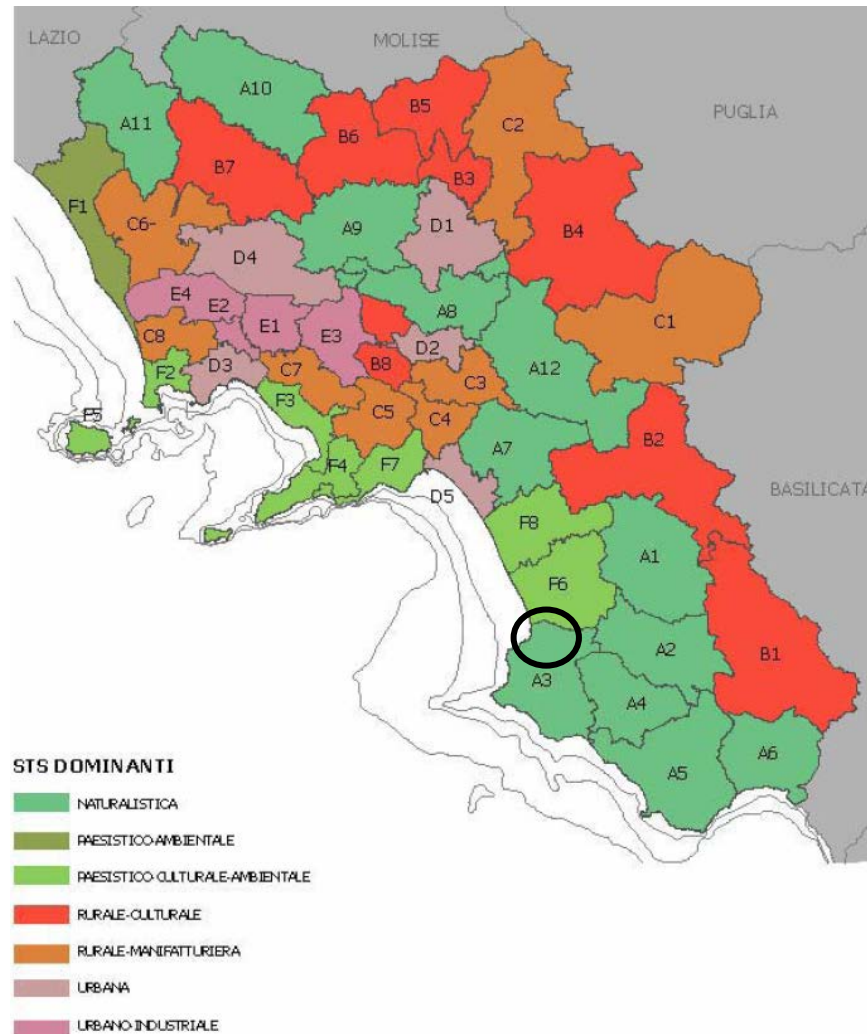 LAZIO
MOLISE
PUGLIA
BASILICATA
A10
B5
C2
A11
B6
B7
B3
F1
C6-
A9
D1
B4
D4
E4
E2
A8
C1
E1
E3
C8
D2
D3
F2
C7
B8
C3
A12
F3
C5
C4
F5
B2
A7
F4
F7
D5
F8
A1
F6
A2
B1
A3
A4
A5
A6
STS DOMINANTI
NATURALISTICA
PAESISTICO-AMBIENTALE
PAESISTICO-CULTURALE-AMBIENTALE
RURALE-CULTURALE
RURALE-MANIFATTURIERA
URBANA
URBANO-INDUSTRIALE